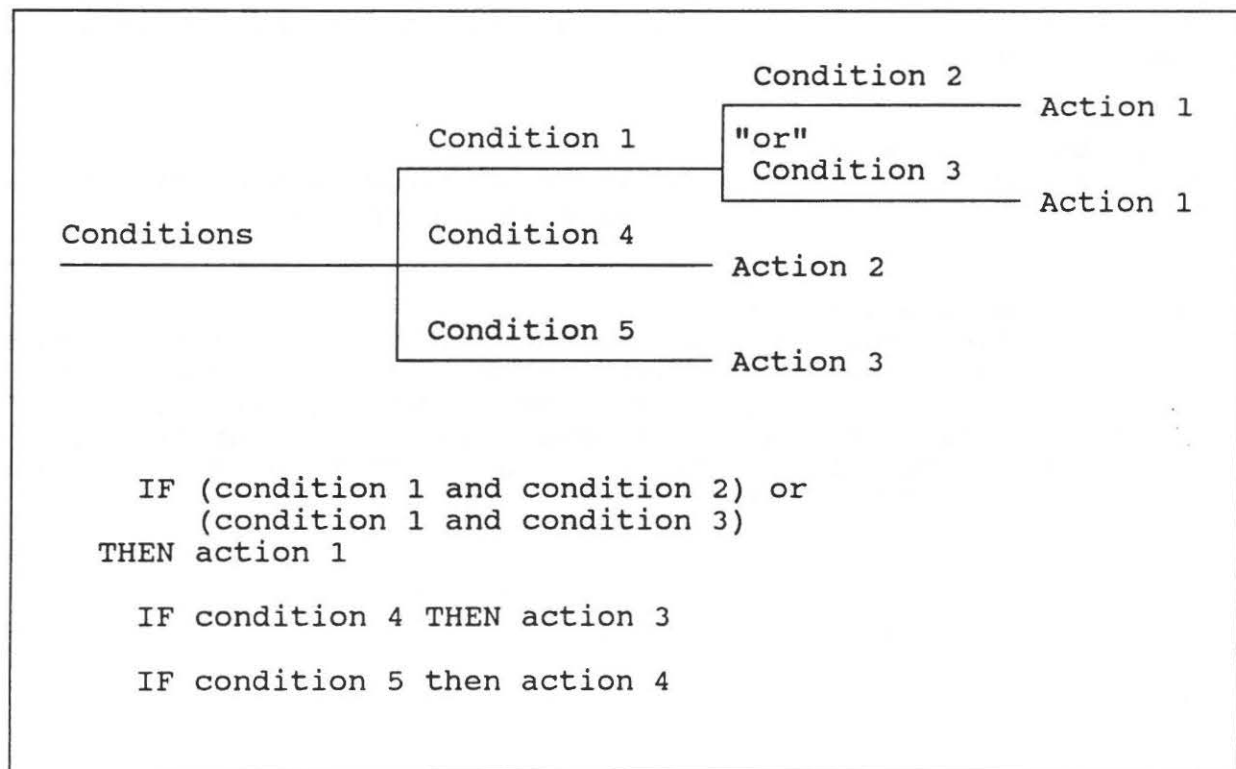 Condition 2
Action 1
Condition 1
"or"
Condition 3
Action 1
Conditions
Condition 4
Action 2
Condition 5
Action 3
IF (condition 1 and condition 2) or
(condition 1 and condition 3)
THEN action 1
IF condition 4 THEN action 3
IF condition 5 then action 4